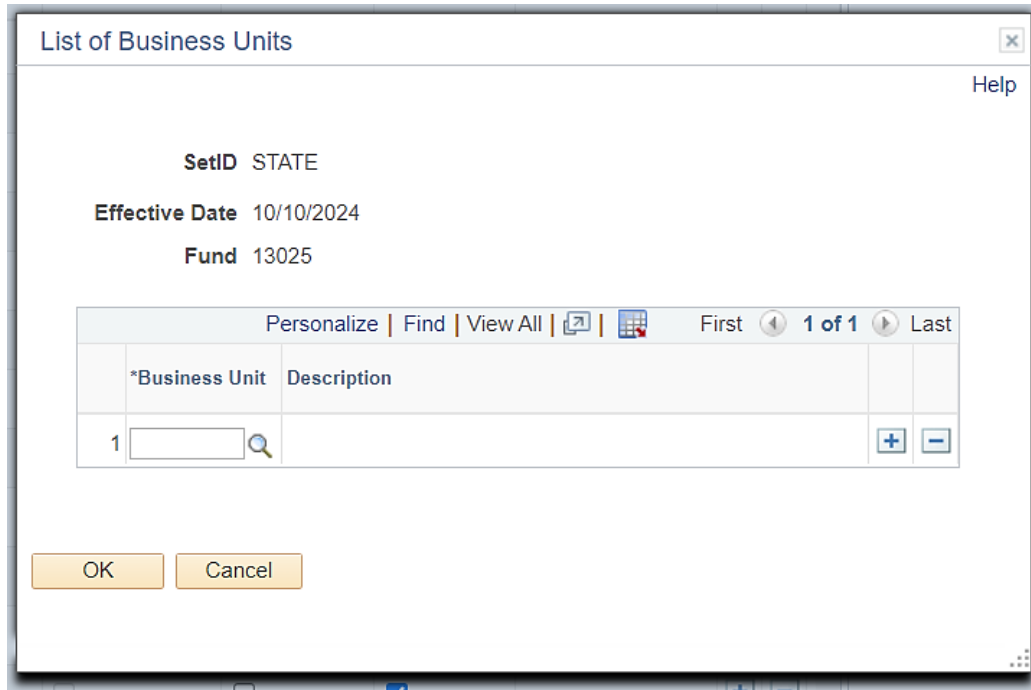 List of Business Units
Help
SetID STATE
Effective Date 10/10/2024
Fund 13025
Personalize | Find | View All | | First 1 of 1 Last
*Business Unit Description
1
OK Cancel